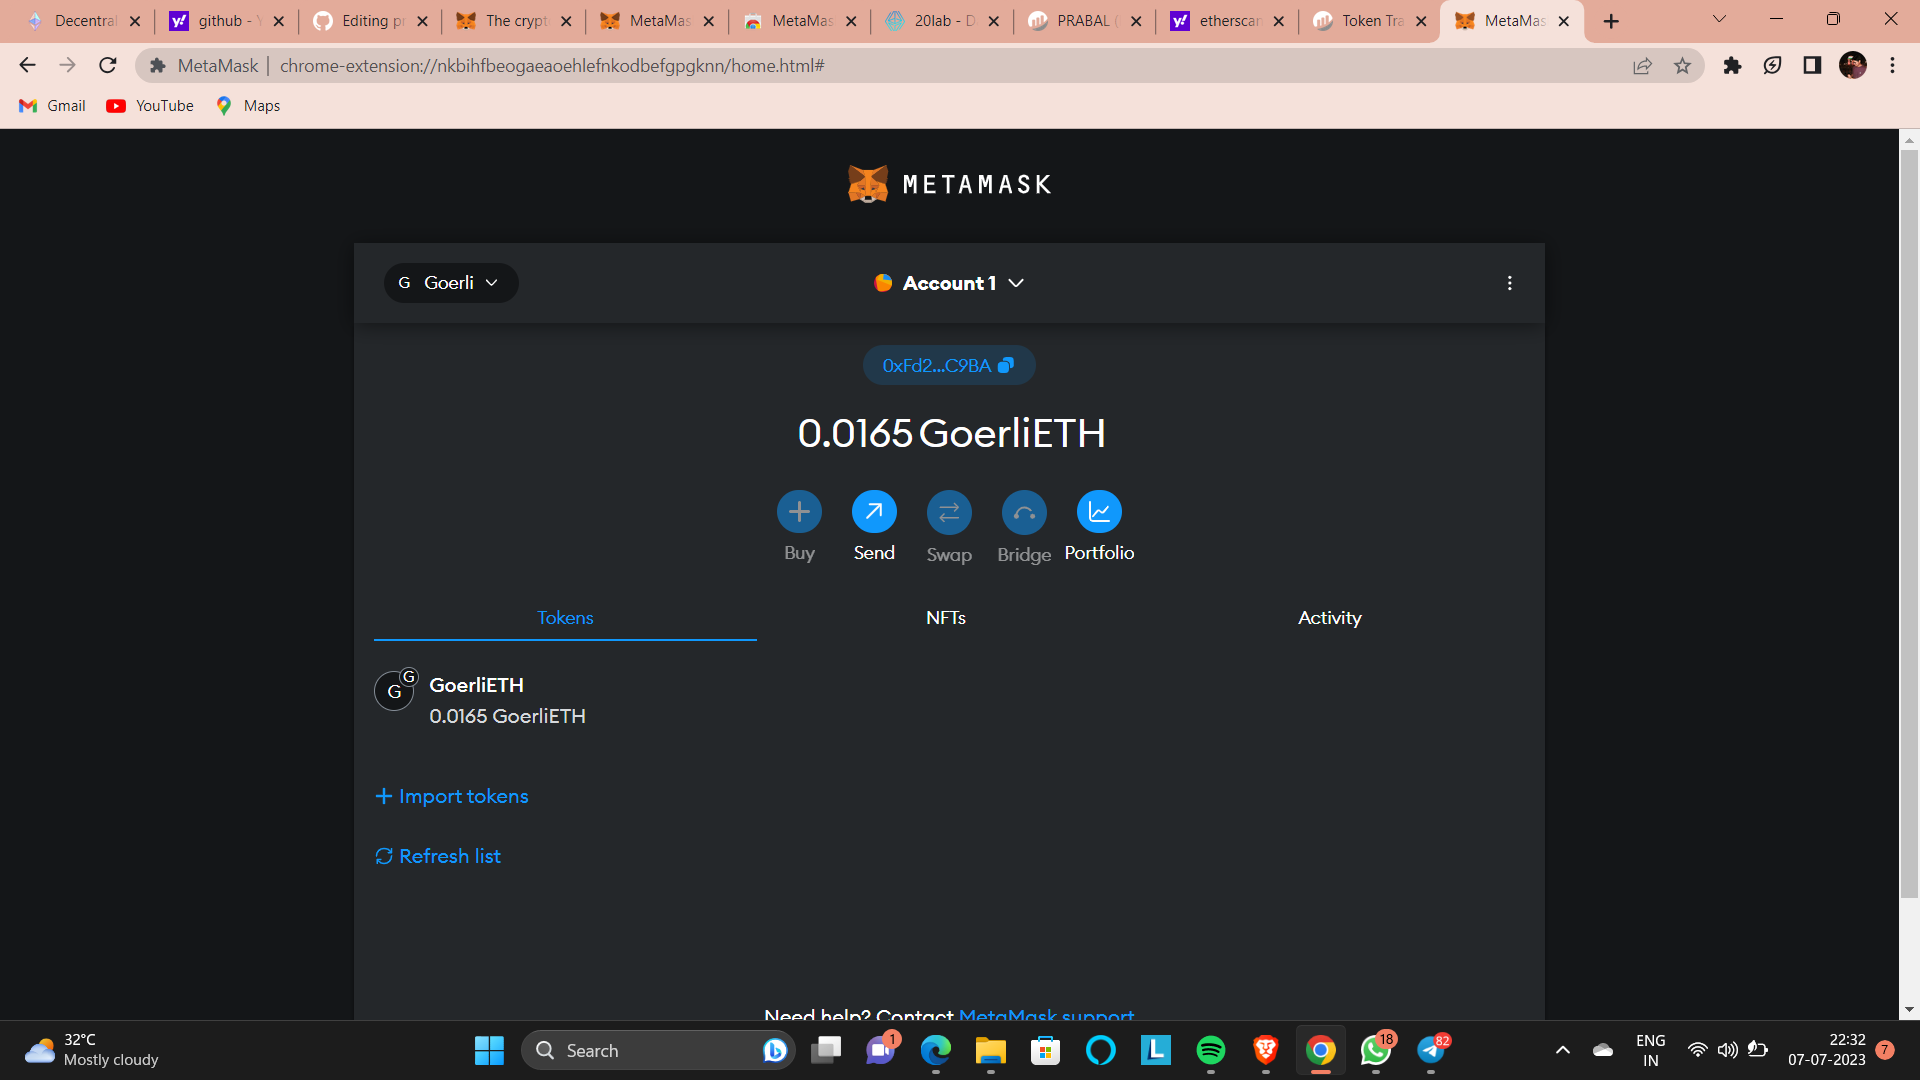 Decentral
github - Y
Editing pr
The crypt
MetaMas
MetaMas
20lab - D
PRABAL (
etherscan
Token Tra
MetaMas
MetaMask | chrome-extension://nkbihfbeogaeaoehlefnkodbefgpgknn/home.html#
Gmail
YouTube
Maps
METAMASK
G Goerli
Account 1
0xFd2...C9BA
0.0165 GoerliETH
Buy
Send
Swap
Bridge
Portfolio
Tokens
NFTs
Activity
G
G
GoerliETH
0.0165 GoerliETH
+ Import tokens
Refresh list
Need help? Contact MetaMask support
32°C
Mostly cloudy
Search
1
L
18
82
ENG
IN
22:32
07-07-2023
7